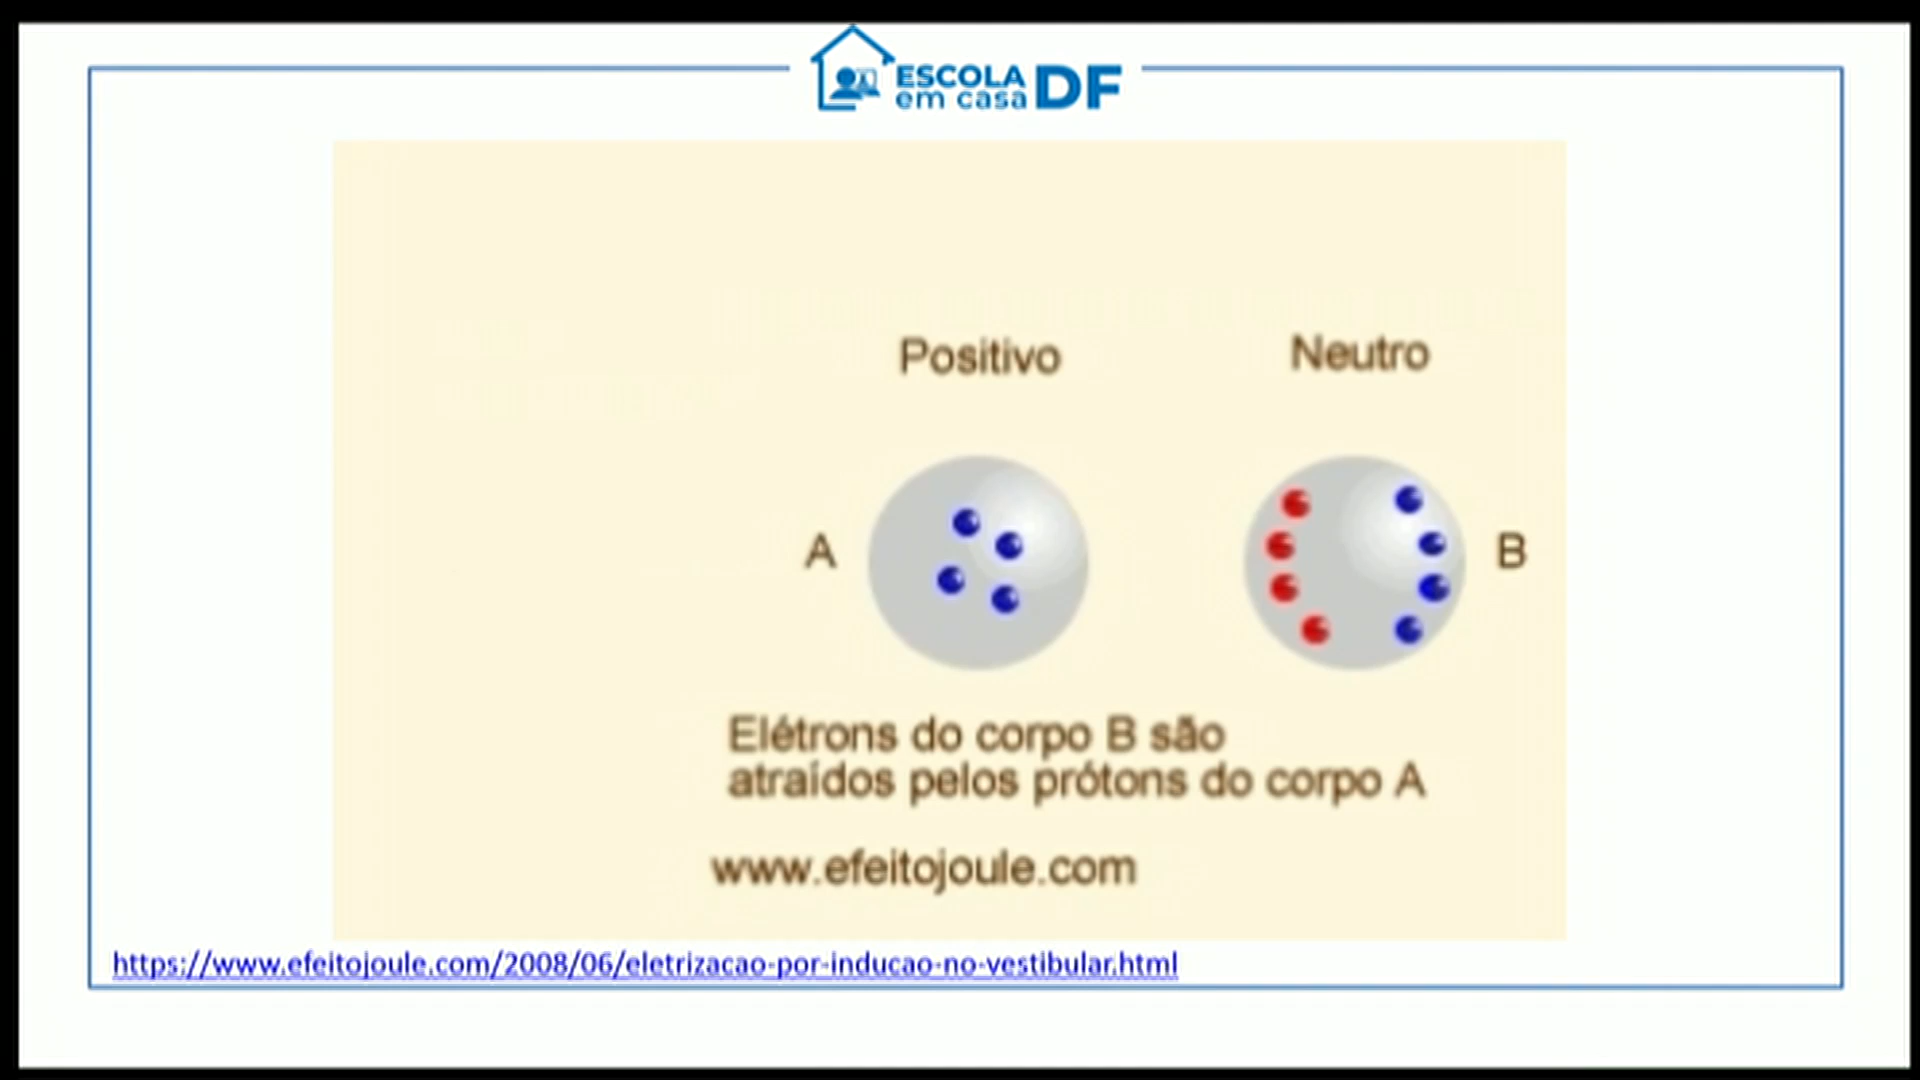 ESCOLA
em casa DF
Positivo
Neutro
A
B
Elétrons do corpo B são
atraídos pelos prótons do corpo A
www.efeitojoule.com
https://www.efeitojoule.com/2008/06/eletrizacao-por-inducao-no-vestibular.html